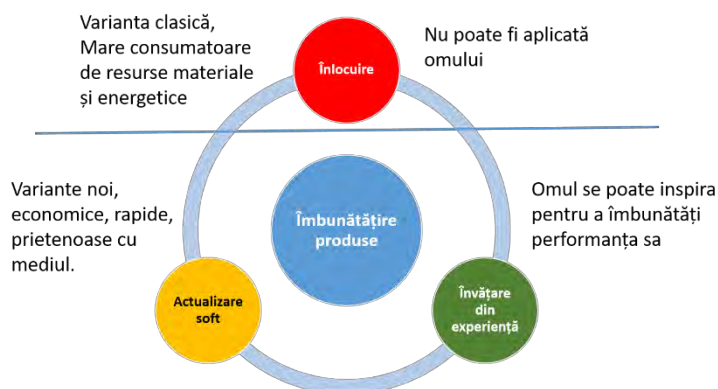 Varianta clasică,
Mare consumatoare
de resurse materiale
și energetice
Înlocuire
Nu poate fi aplicată
omului
Variante noi,
economice, rapide,
prietenoase cu
mediul.
Îmbunătățire
produse
Omul se poate inspira
pentru a îmbunătăți
performanța sa
Actualizare
soft
Învățare
din
experiență